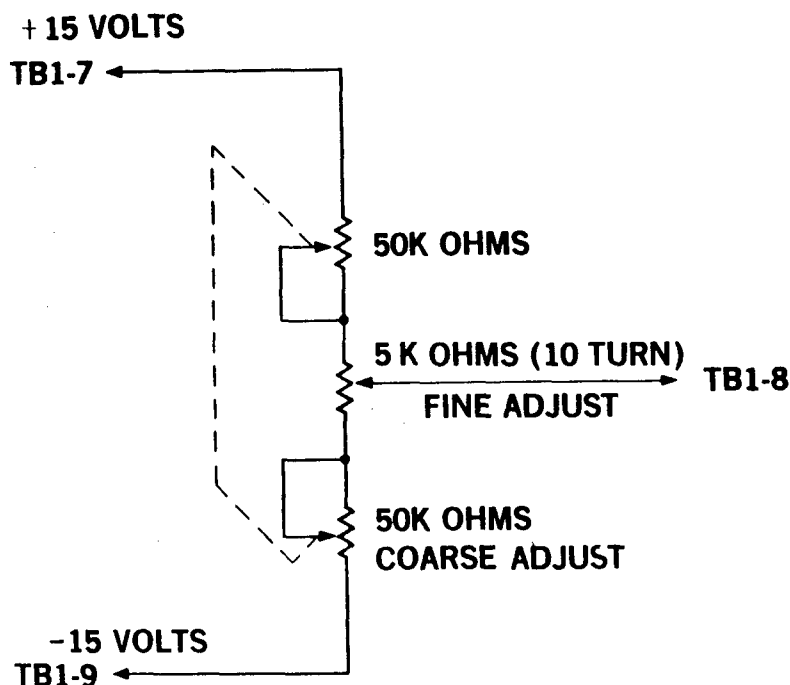 +15 VOLTS
TB1-7
50K OHMS
5 K OHMS (10 TURN)
TB1-8
FINE ADJUST
50K OHMS
COARSE ADJUST
-15 VOLTS
TB1-9